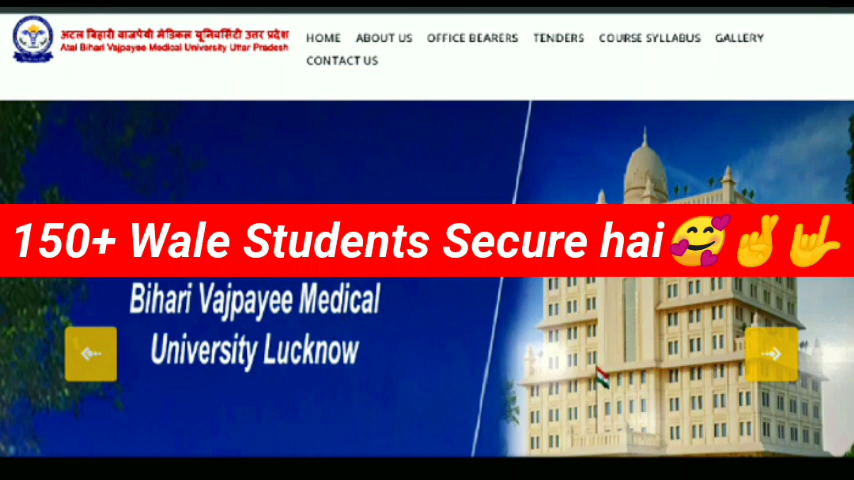 अटल बिहारी वाजपेयी मेडिकल यूनिवर्सिटी उत्तर प्रदेश
Atal Bihari Vajpayee Medical University Uttar Pradesh
HOME ABOUT US OFFICE BEARERS TENDERS COURSE SYLLABUS GALLERY
CONTACT US
150+ Wale Students Secure hai🥰🤞🤟
Bihari Vajpayee Medical
University Lucknow